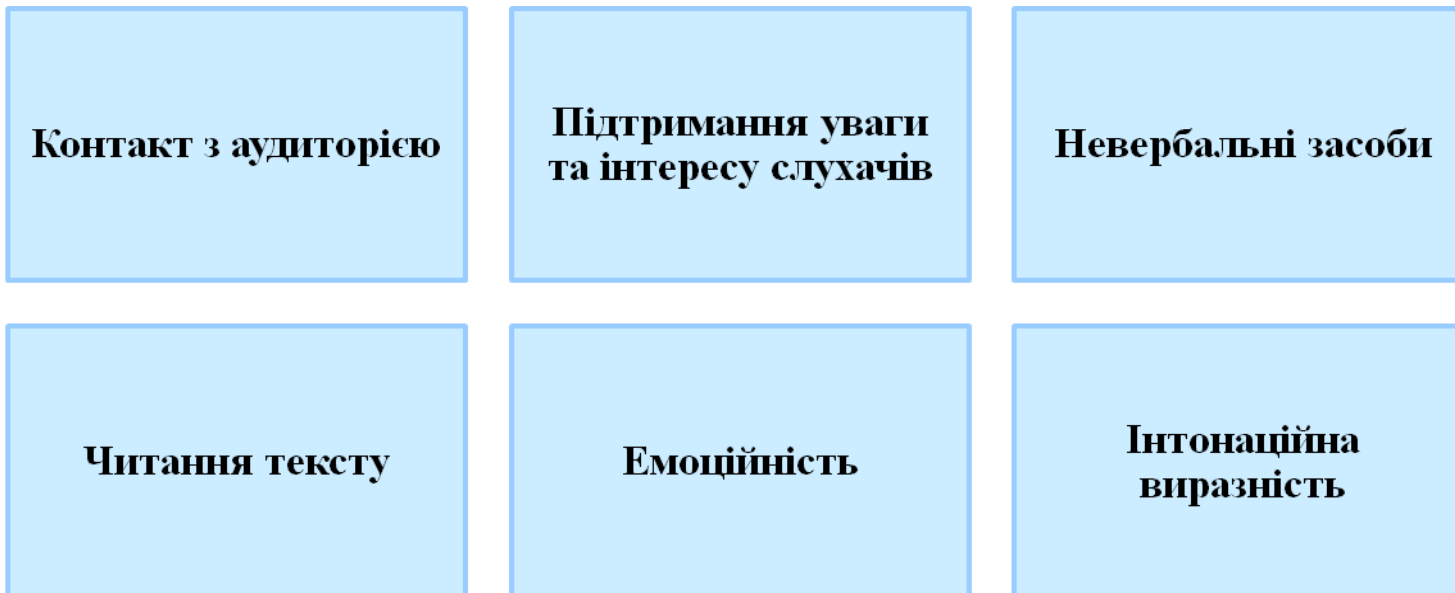 Контакт з аудиторією
Підтримання уваги
та інтересу слухачів
Невербальні засоби
Читання тексту
Емоційність
Інтонаційна
виразність